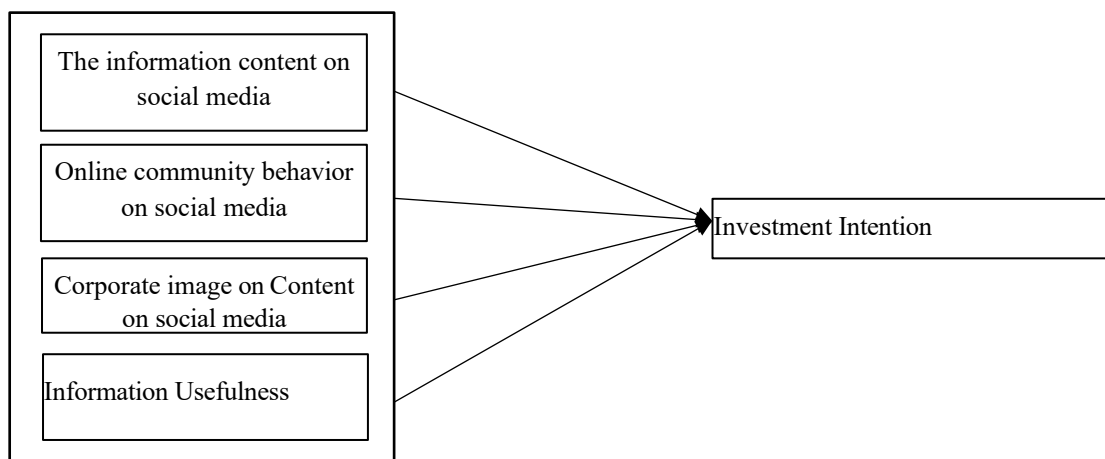 The information content on
social media
Online community behavior
on social media
Corporate image on Content
on social media
Information Usefulness
Investment Intention